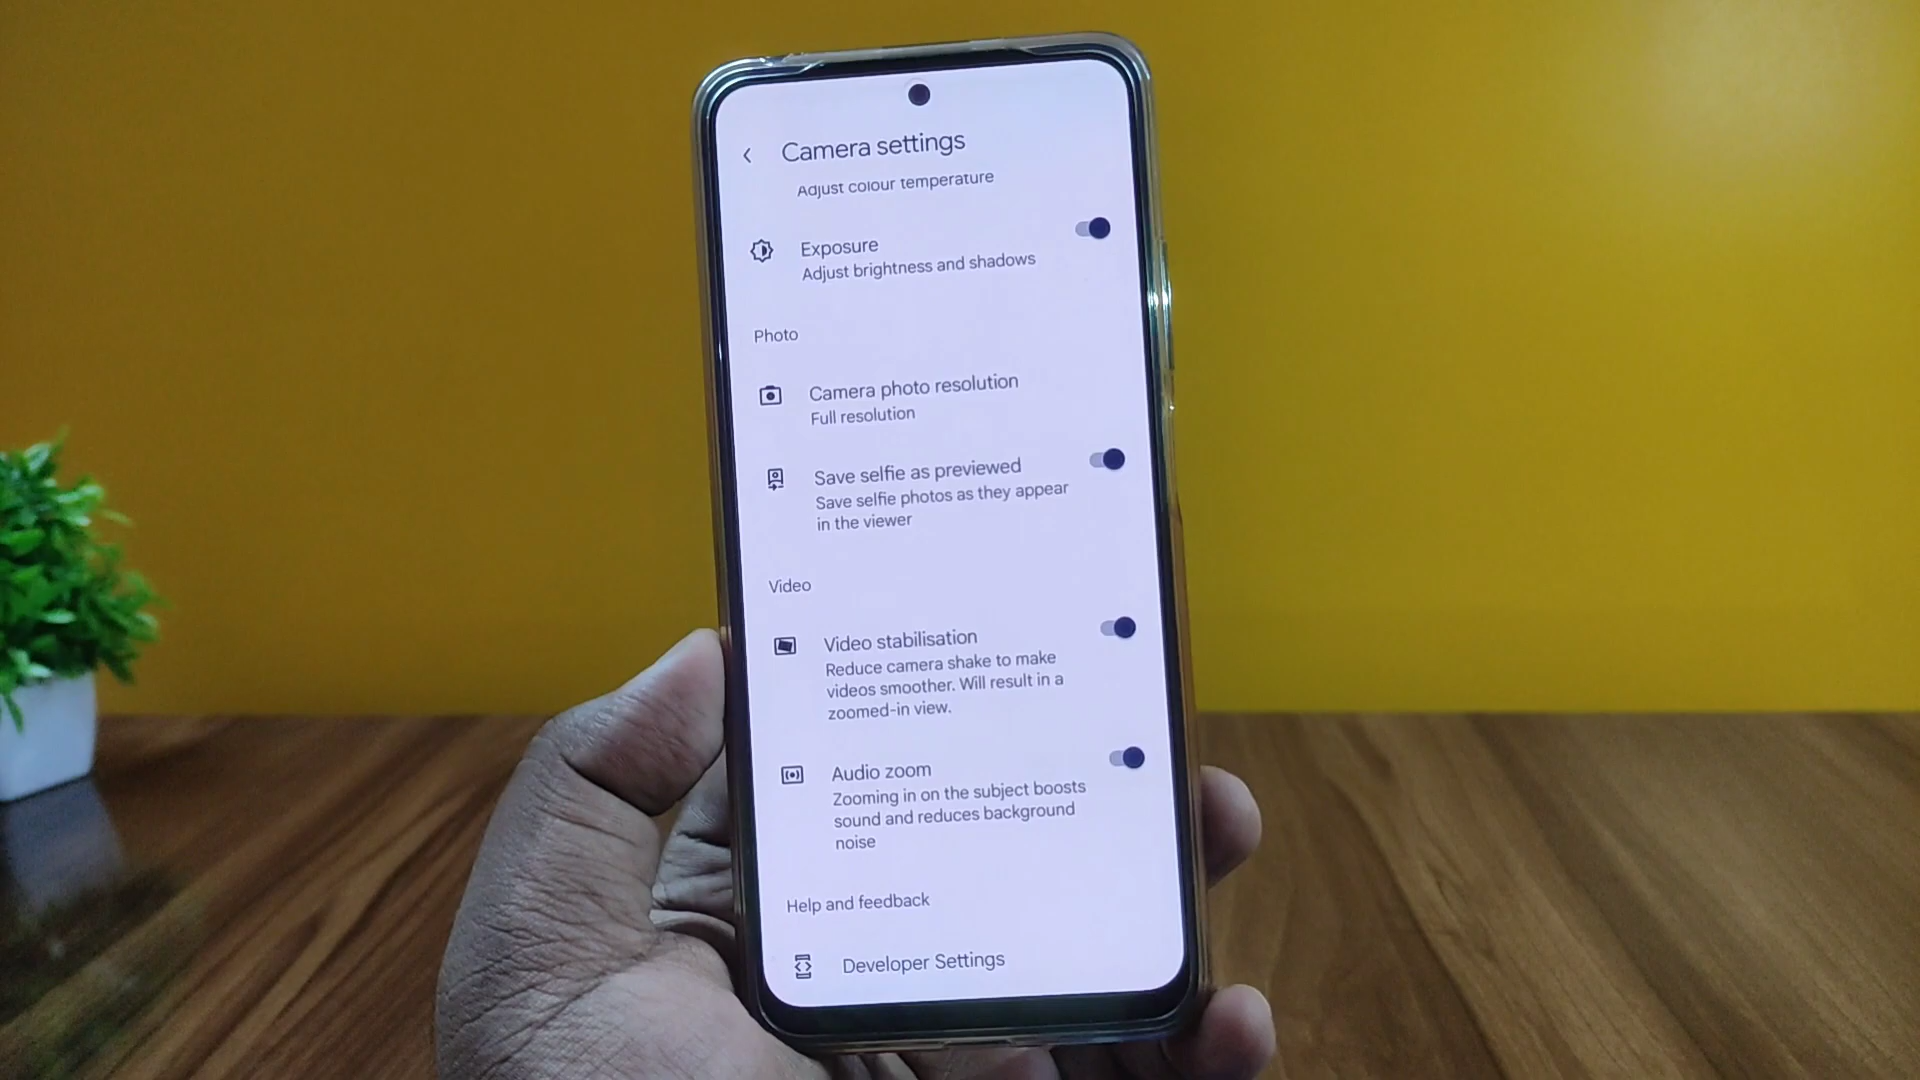 Camera settings
Adjust colour temperature
Exposure
Adjust brightness and shadows
Photo
Camera photo resolution
Full resolution
Save selfie as previewed
Save selfie photos as they appear
in the viewer
Video
Video stabilisation
Reduce camera shake to make
videos smoother. Will result in a
zoomed-in view.
Audio zoom
Zooming in on the subject boosts
sound and reduces background
noise
Help and feedback
Developer Settings